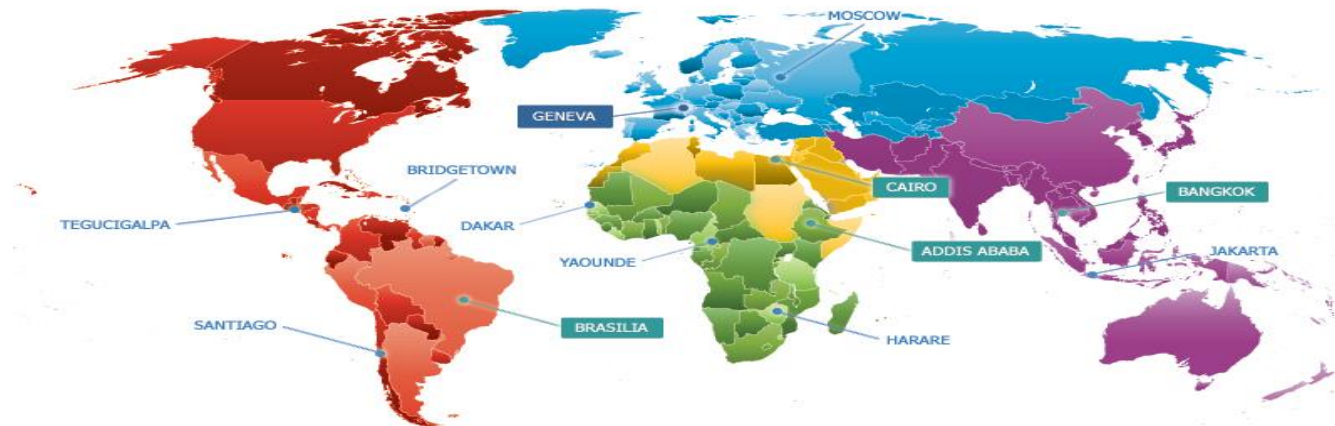 MOSCOW
GENEVA
BRIDGETOWN
CAIRO
BANGKOK
TEGUCIGALPA
DAKAR
ADDIS ABABA
JAKARTA
YAOUNDE
SANTIAGO
BRASILIA
HARARE